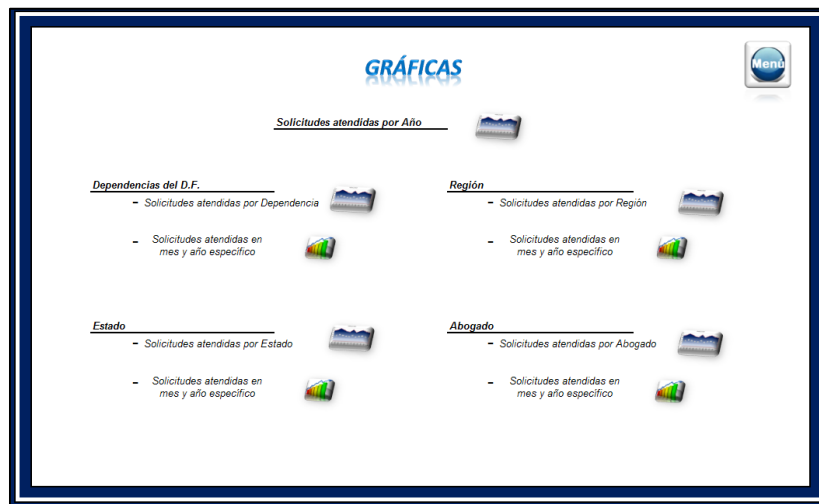 GRÁFICAS
Menú
Solicitudes atendidas por Año
Dependencias del D.F.
- Solicitudes atendidas por Dependencia
- Solicitudes atendidas en
mes y año específico
Región
- Solicitudes atendidas por Región
- Solicitudes atendidas en
mes y año específico
Estado
- Solicitudes atendidas por Estado
- Solicitudes atendidas en
mes y año específico
Abogado
- Solicitudes atendidas por Abogado
- Solicitudes atendidas en
mes y año específico